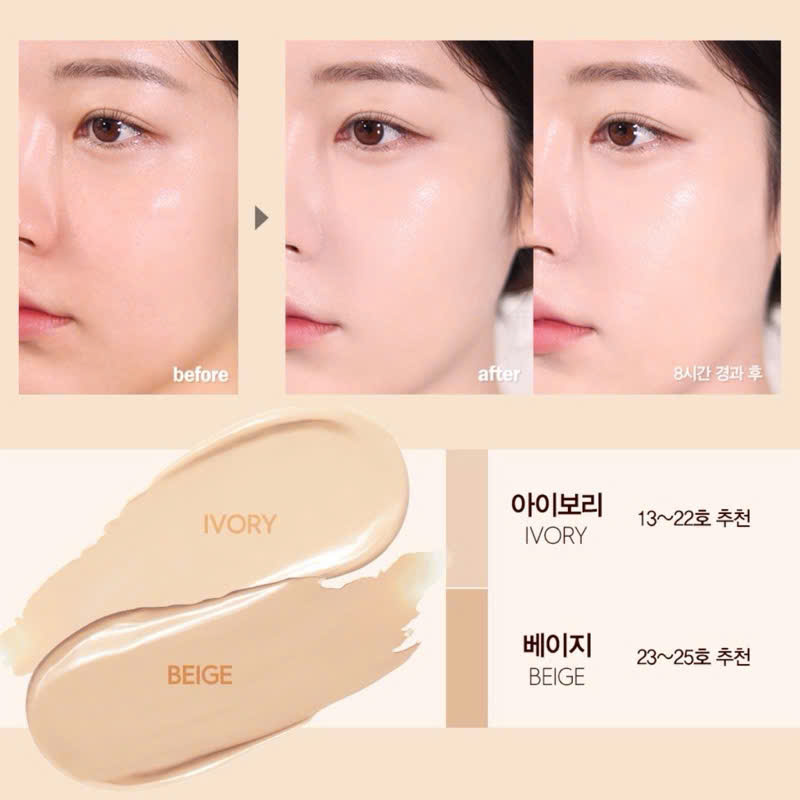 before
after
8시간 경과 후
IVORY
BEIGE
아이보리
IVORY
13~22호 추천
베이지
BEIGE
23~25호 추천